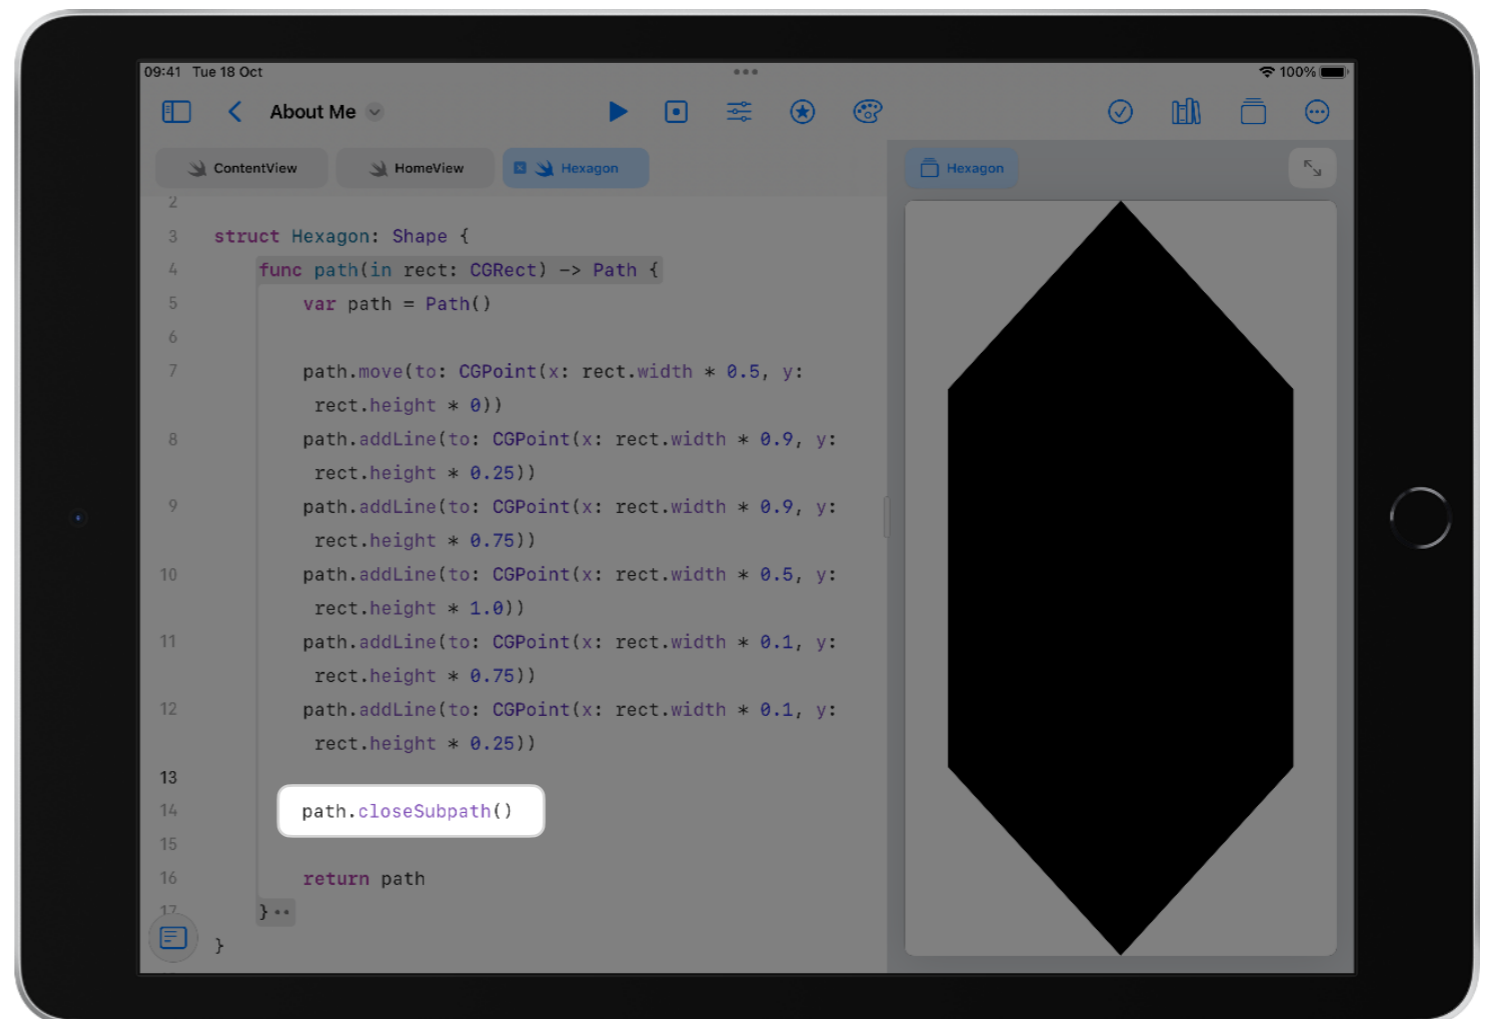 09:41 Tue 18 Oct
100%
About Me
ContentView
HomeView
Hexagon
Hexagon
2
3 struct Hexagon: Shape {
4 func path(in rect: CGRect) -> Path {
5 var path = Path()
6
7 path.move(to: CGPoint(x: rect.width * 0.5, y:
rect.height * 0))
8 path.addLine(to: CGPoint(x: rect.width * 0.9, y:
rect.height * 0.25))
9 path.addLine(to: CGPoint(x: rect.width * 0.9, y:
rect.height * 0.75))
10 path.addLine(to: CGPoint(x: rect.width * 0.5, y:
rect.height * 1.0))
11 path.addLine(to: CGPoint(x: rect.width * 0.1, y:
rect.height * 0.75))
12 path.addLine(to: CGPoint(x: rect.width * 0.1, y:
rect.height * 0.25))
13
14 path.closeSubpath()
15
16 return path
17 }
}